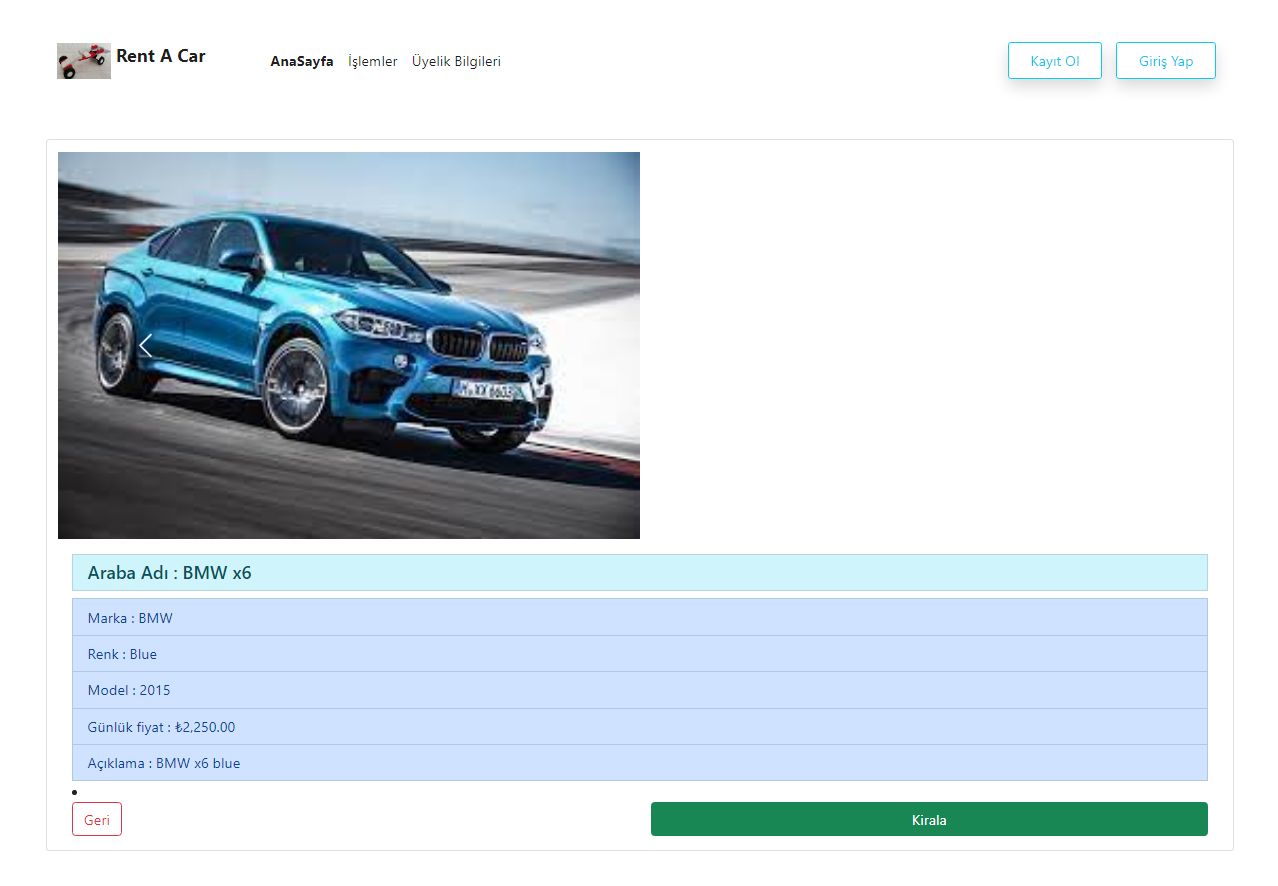 Rent A Car
AnaSayfa İşlemler Üyelik Bilgileri
Kayıt Ol Giriş Yap
Araba Adı : BMW x6
Marka : BMW
Renk : Blue
Model : 2015
Günlük fiyat : ₺2,250.00
Açıklama : BMW x6 blue
Geri
Kirala